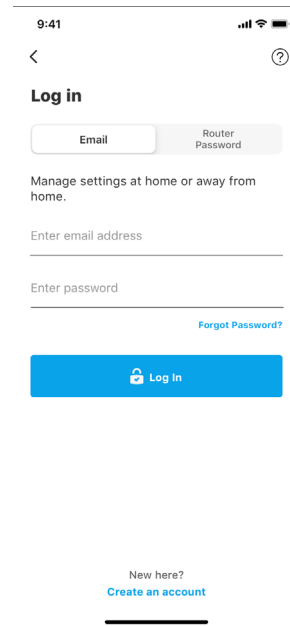 9:41
Log in
Email
Router
Password
Manage settings at home or away from
home.
Enter email address
Enter password
Forgot Password?
Log In
New here?
Create an account